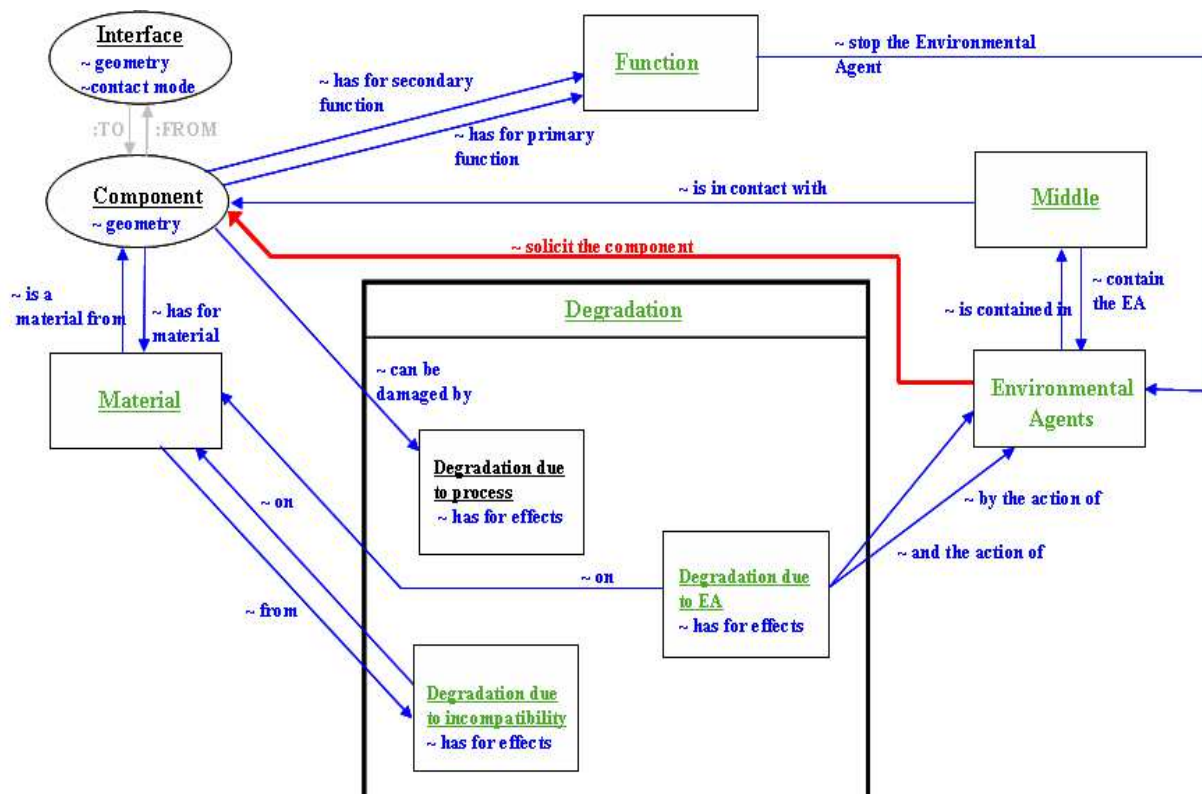 Interface
~ geometry
~contact mode
:TO
:FROM
Component
~ geometry
~ has for secondary
function
~ has for primary
function
Function
~ stop the Environmental
Agent
~ is in contact with
Middle
~ solicit the component
~ contain
the EA
~ is contained in
Environmental
Agents
~ is a
material from
~ has for
material
Material
Degradation
~ can be
damaged by
Degradation due
to process
~ has for effects
~ on
~ from
~ on
Degradation due
to EA
~ has for effects
~ by the action of
~ and the action of
Degradation due
to incompatibility
~ has for effects